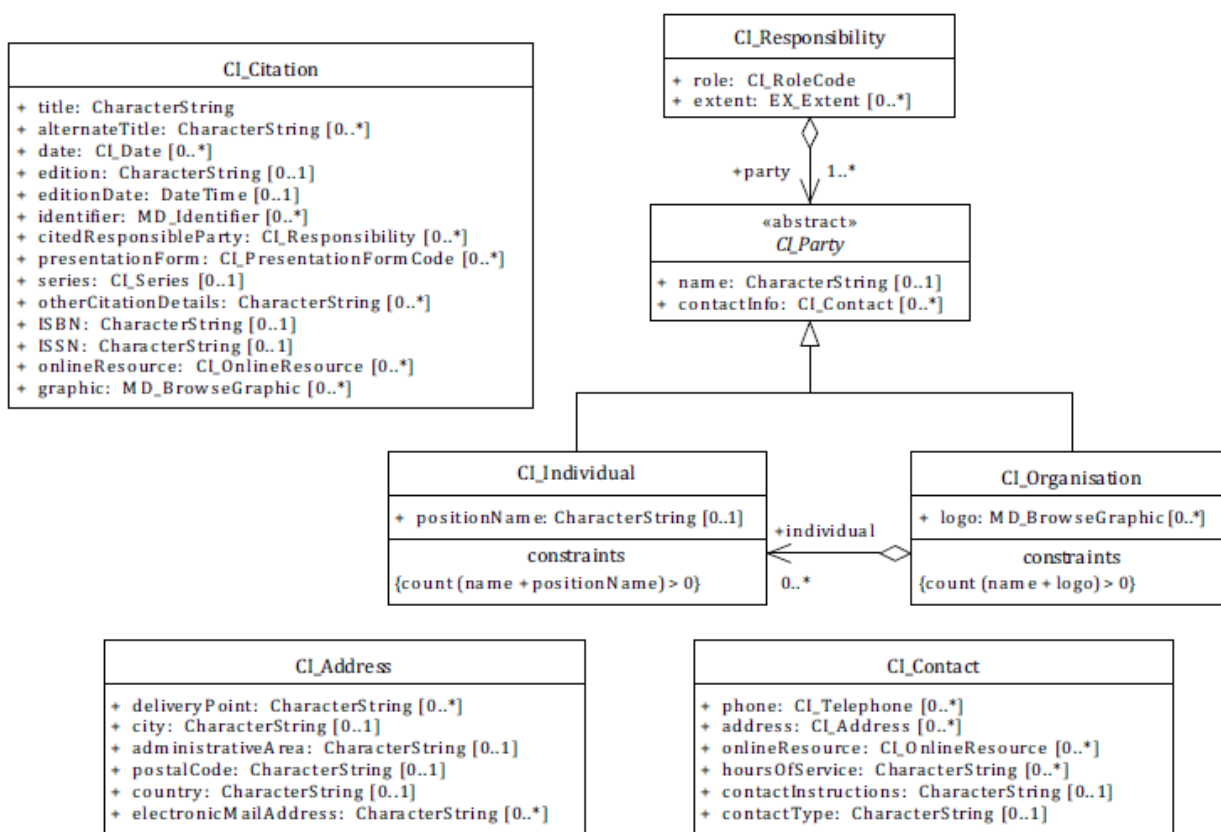 CI_Citation
+ title: CharacterString
+ alternateTitle: CharacterString [0..*]
+ date: CI_Date [0..*]
+ edition: CharacterString [0..1]
+ editionDate: DateTime [0..1]
+ identifier: MD_Identifier [0..*]
+ citedResponsibleParty: CI_Responsibility [0..*]
+ presentationForm: CI_PresentationFormCode [0..*]
+ series: CI_Series [0..1]
+ otherCitationDetails: CharacterString [0..*]
+ ISBN: CharacterString [0..1]
+ ISSN: CharacterString [0..1]
+ onlineResource: CI_OnlineResource [0..*]
+ graphic: MD_BrowseGraphic [0..*]
CI_Responsibility
+ role: CI_RoleCode
+ extent: EX_Extent [0..*]
+party 1..*
«abstract»
CI_Party
+ name: CharacterString [0..1]
+ contactInfo: CI_Contact [0..*]
CI_Individual
+ positionName: CharacterString [0..1]
constraints
{count (name + positionName) > 0}
+individual
0..*
CI_Organisation
+ logo: MD_BrowseGraphic [0..*]
constraints
{count (name + logo) > 0}
CI_Address
+ deliveryPoint: CharacterString [0..*]
+ city: CharacterString [0..1]
+ administrativeArea: CharacterString [0..1]
+ postalCode: CharacterString [0..1]
+ country: CharacterString [0..1]
+ electronicMailAddress: CharacterString [0..*]
CI_Contact
+ phone: CI_Telephone [0..*]
+ address: CI_Address [0..*]
+ onlineResource: CI_OnlineResource [0..*]
+ hoursOfService: CharacterString [0..*]
+ contactInstructions: CharacterString [0..1]
+ contactType: CharacterString [0..1]